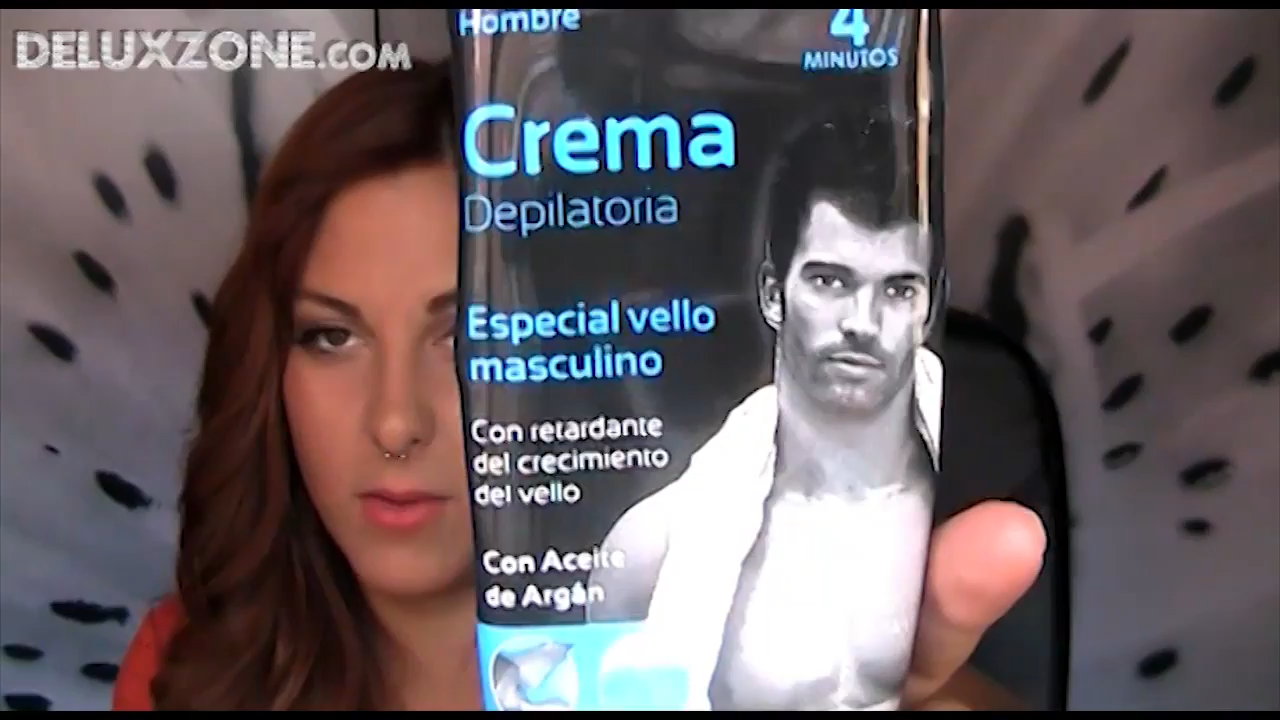 DELUXZONE.COM
Hombre
4
MINUTOS
Crema
Depilatoria
Especial vello
masculino
Con retardante
del crecimiento
del vello
Con Aceite
de Argán